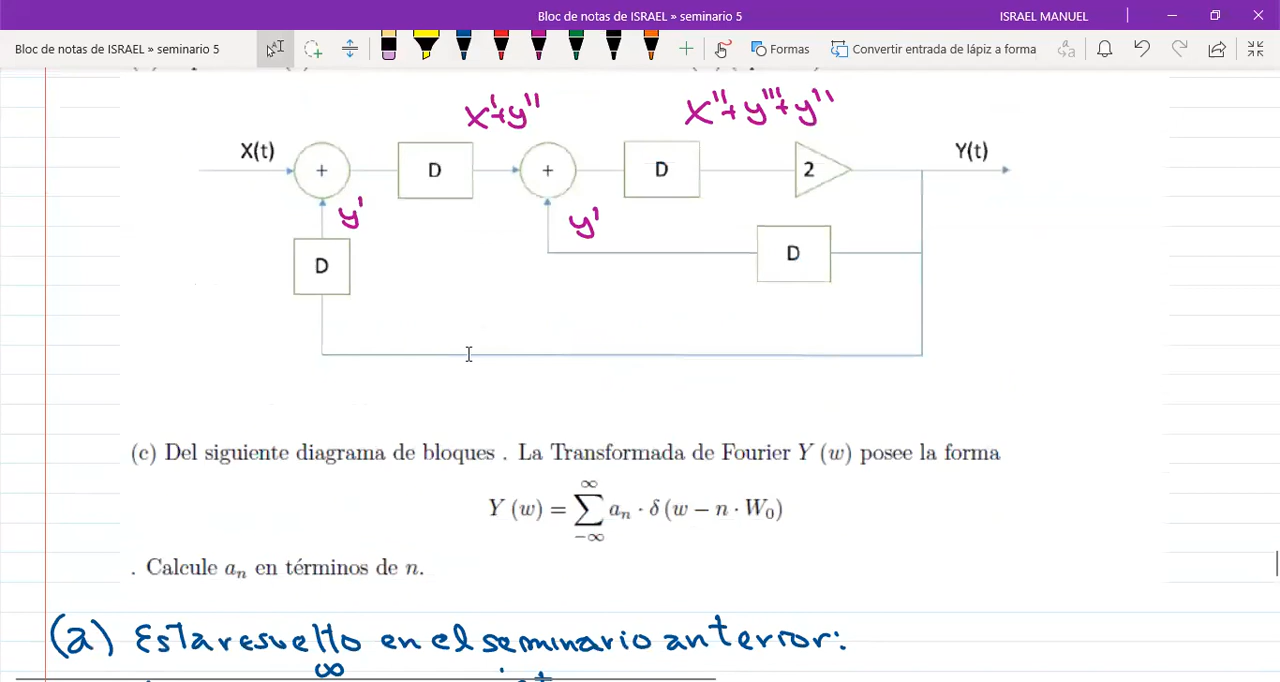 Bloc de notas de ISRAEL » seminario 5
ISRAEL MANUEL
Bloc de notas de ISRAEL » seminario 5
Formas
Convertir entrada de lápiz a forma
x'+y''
x''+y'''+y''
X(t)
+
D
+
D
2
Y(t)
y'
y'
D
D
(c) Del siguiente diagrama de bloques . La Transformada de Fourier Y (w) posee la forma
Y (w) = ∑_{-∞}^{∞} a_n · δ (w − n · W_0)
. Calcule a_n en términos de n.
(a) Esta resuelto en el seminario anterior:
∞